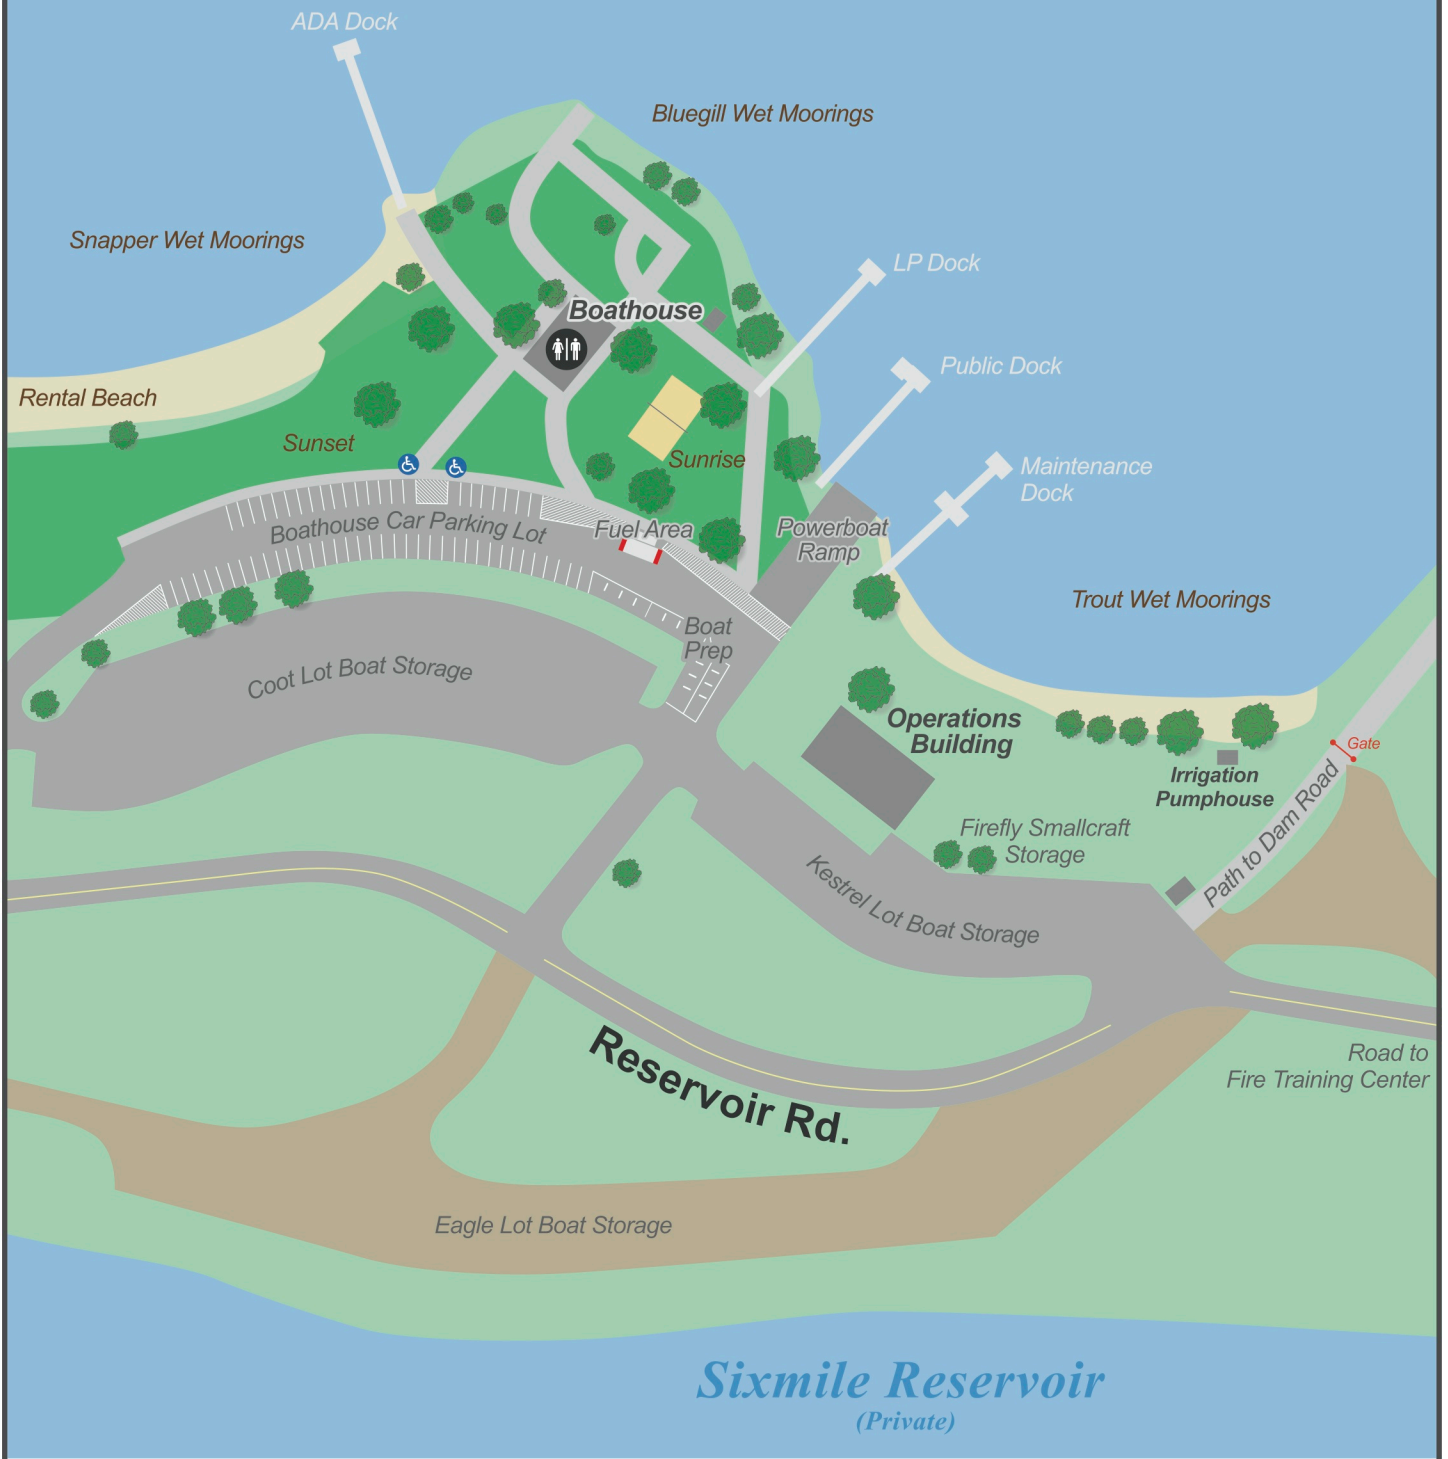 ADA Dock
Bluegill Wet Moorings
Snapper Wet Moorings
LP Dock
Boathouse
Public Dock
Rental Beach
Sunset
Sunrise
Maintenance
Dock
Boathouse Car Parking Lot
Fuel Area
Powerboat
Ramp
Trout Wet Moorings
Boat
Prep
Coot Lot Boat Storage
Operations
Building
Gate
Irrigation
Pumphouse
Path to Dam Road
Firefly Smallcraft
Storage
Kestrel Lot Boat Storage
Reservoir Rd.
Road to
Fire Training Center
Eagle Lot Boat Storage
Sixmile Reservoir
(Private)